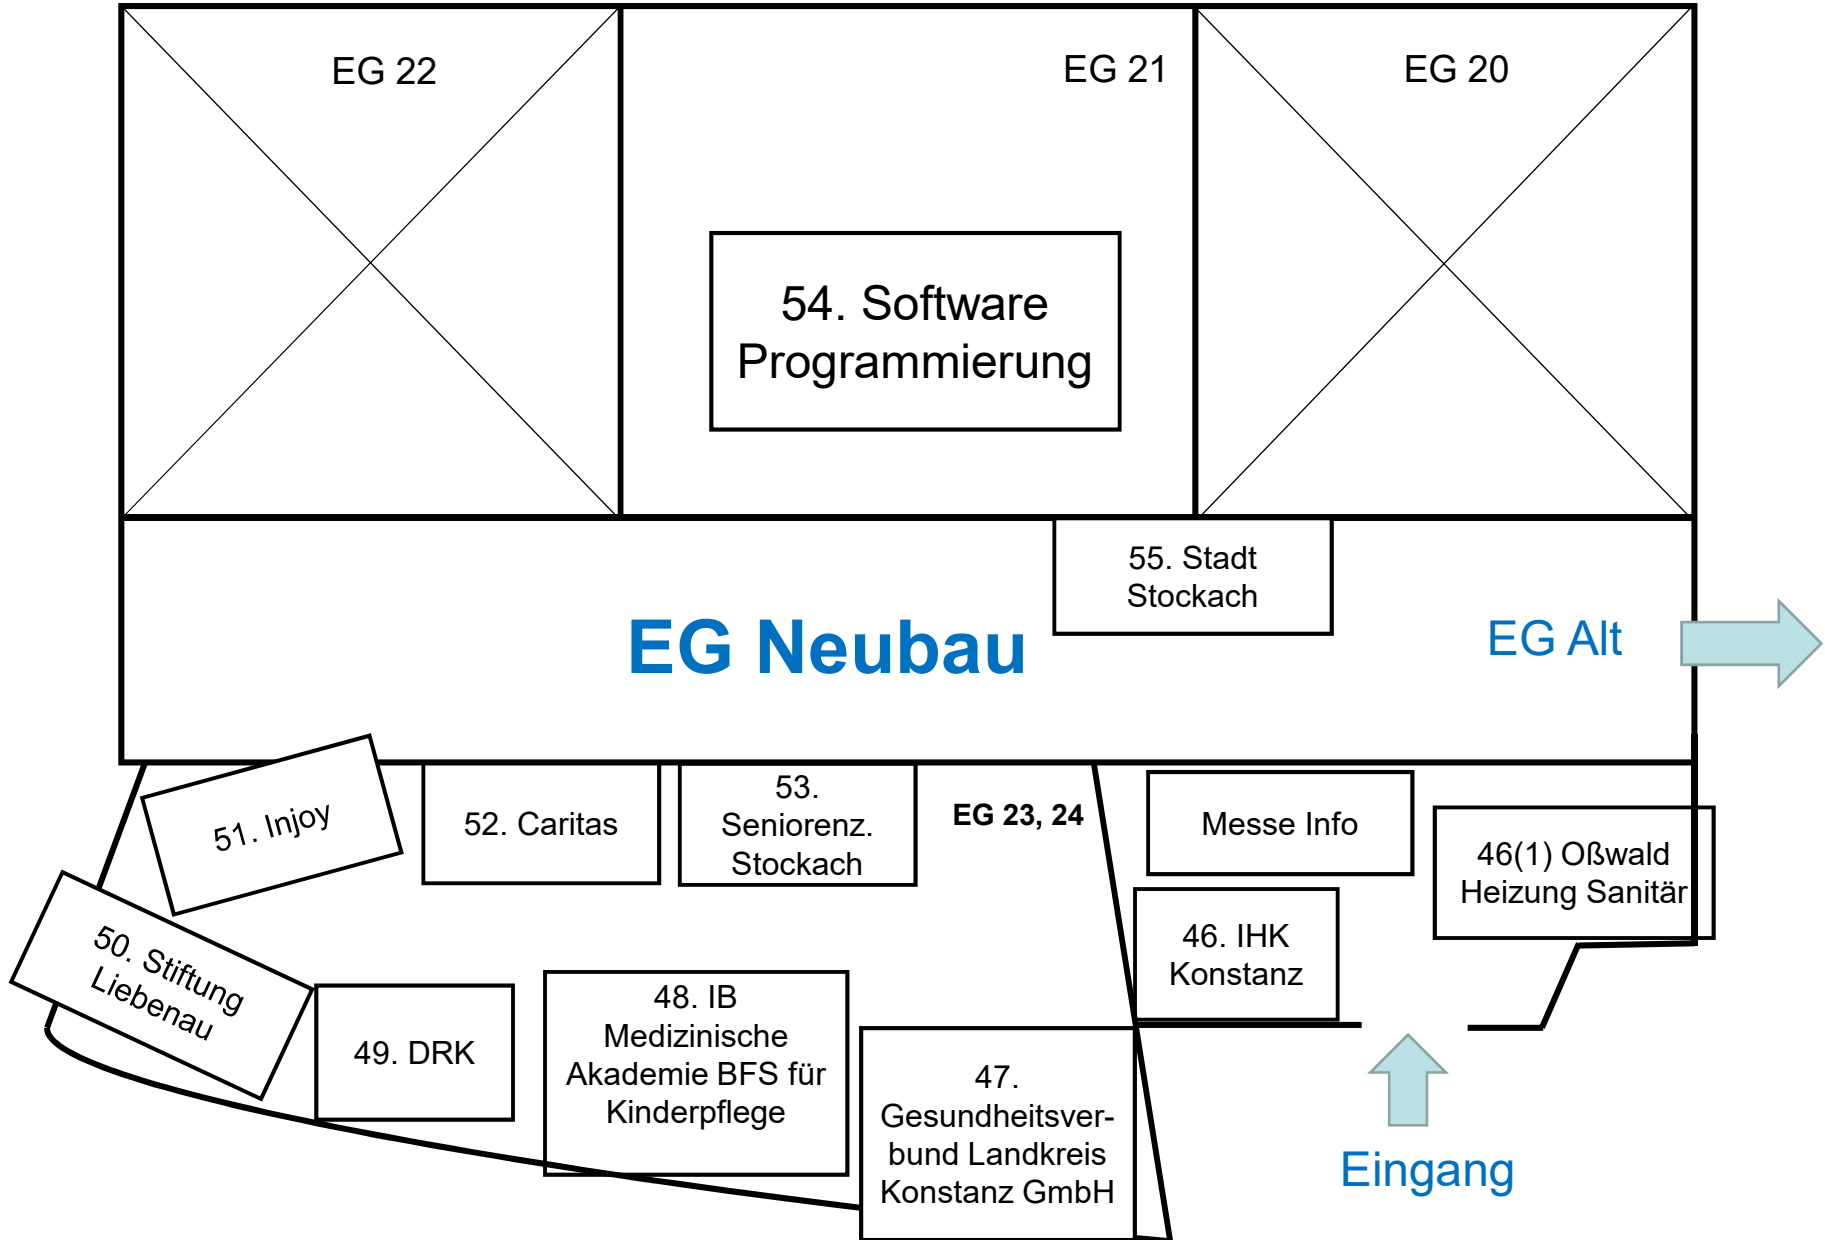 EG 22
EG 21
EG 20
54. Software
Programmierung
55. Stadt
Stockach
EG Neubau
EG Alt
51. Injoy
52. Caritas
53.
Seniorenz.
Stockach
EG 23, 24
Messe Info
46(1) Oßwald
Heizung Sanitär
46. IHK
Konstanz
50. Stiftung
Liebenau
49. DRK
48. IB
Medizinische
Akademie BFS für
Kinderpflege
47.
Gesundheitsver-
bund Landkreis
Konstanz GmbH
Eingang